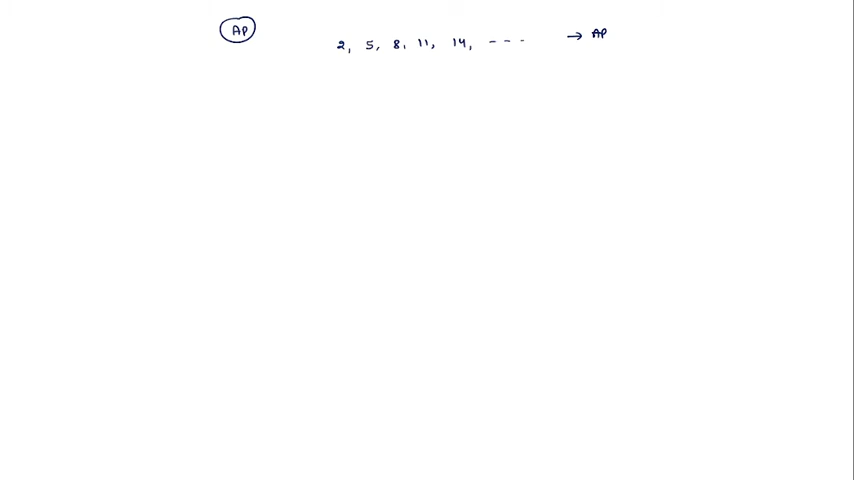 AP
2, 5, 8, 11, 14, --- → AP